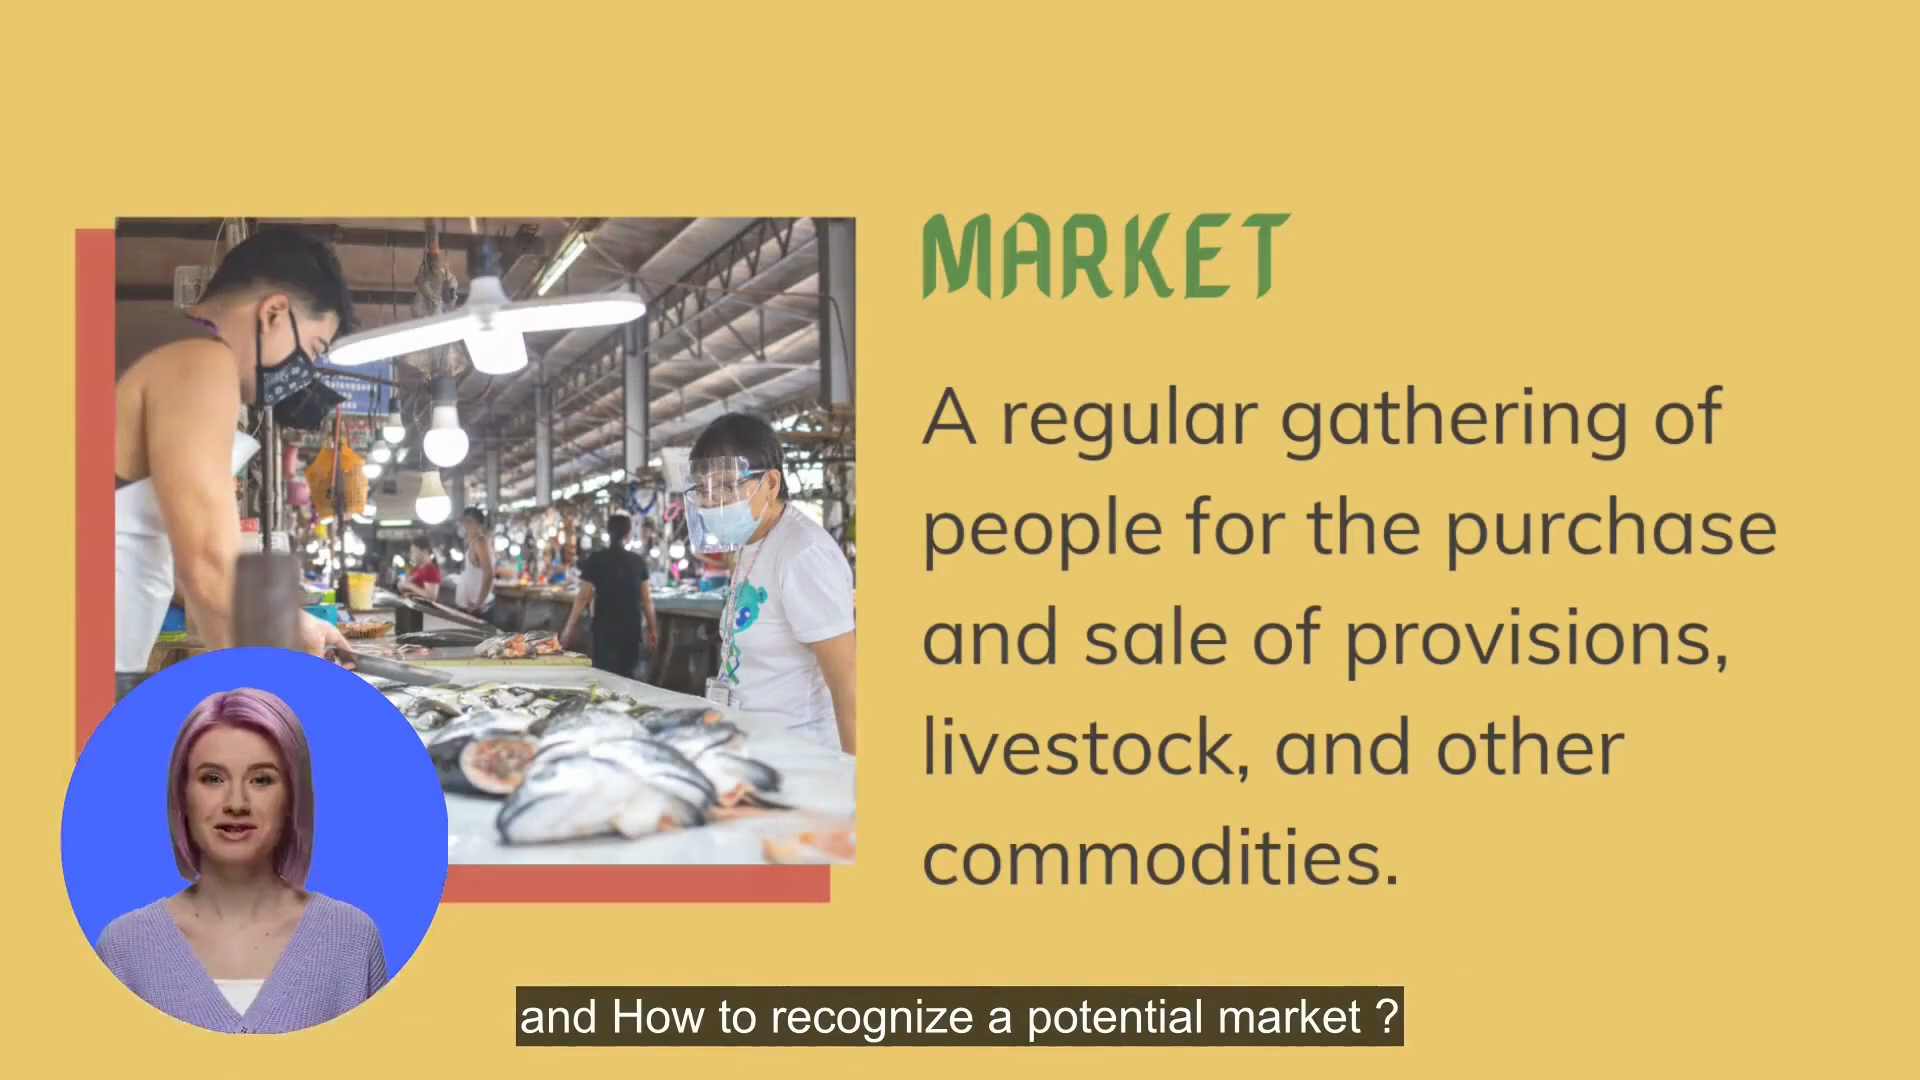 MARKET
A regular gathering of
people for the purchase
and sale of provisions,
livestock, and other
commodities.
and How to recognize a potential market ?